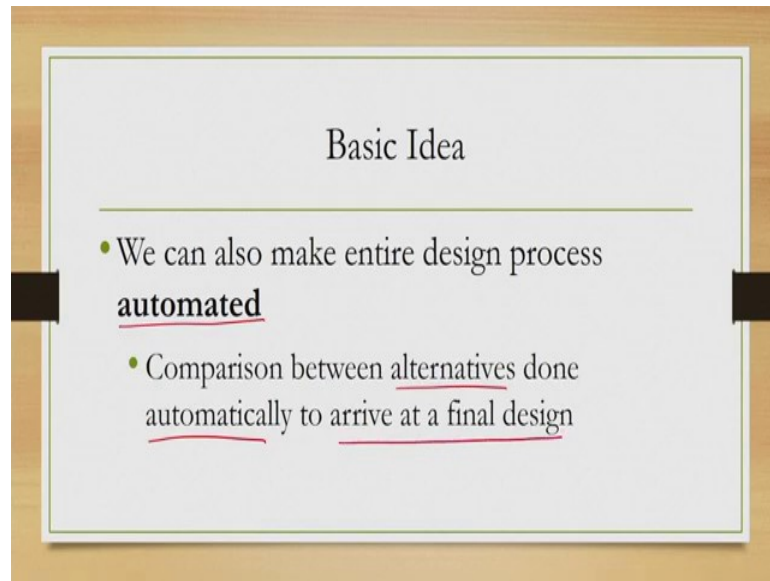 Basic Idea
•We can also make entire design process
automated
• Comparison between alternatives done
automatically to arrive at a final design